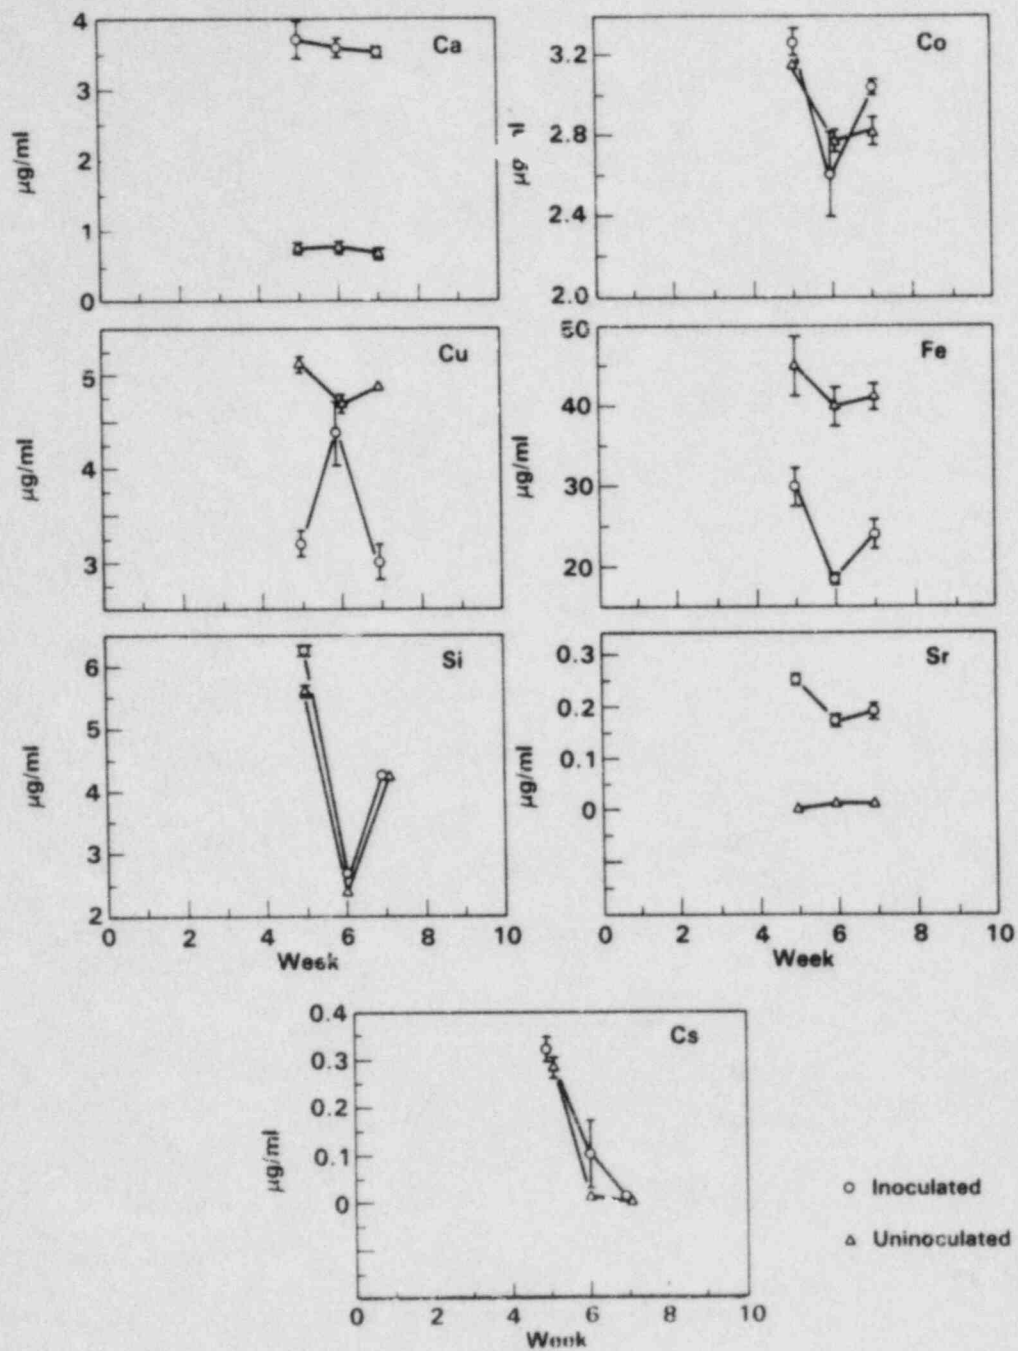 Ca
4
3
2
1
0
µg/ml
Co
3.2
2.8
2.4
2.0
Cu
5
4
3
µg/ml
Fe
50
40
30
20
µg/ml
Si
6
5
4
3
2
µg/ml
0 2 4 6 8 10
Week
Sr
0.3
0.2
0.1
0
µg/ml
0 2 4 6 8 10
Week
Cs
0.4
0.3
0.2
0.1
0
µg/ml
0 2 4 6 8 10
Week
○ Inoculated
△ Uninoculated